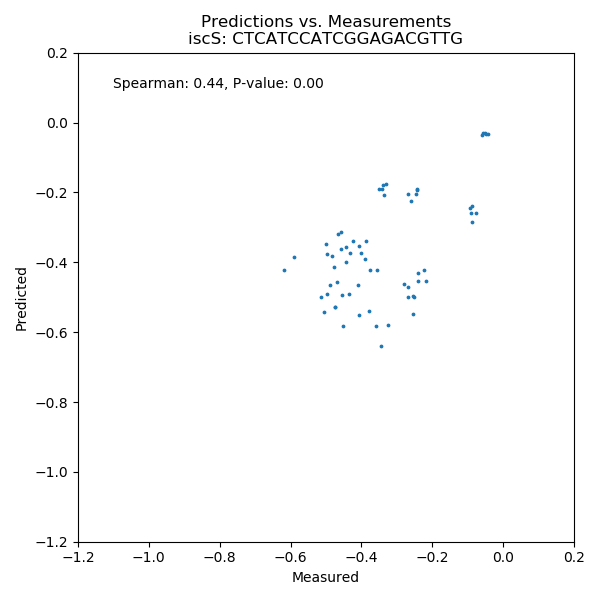 Predictions vs. Measurements
iscS: CTCATCCATCGGAGACGTTG
Spearman: 0.44, P-value: 0.00
0.2
0.0
−0.2
−0.4
−0.6
−0.8
−1.0
−1.2
Predicted
−1.2 −1.0 −0.8 −0.6 −0.4 −0.2 0.0 0.2
Measured